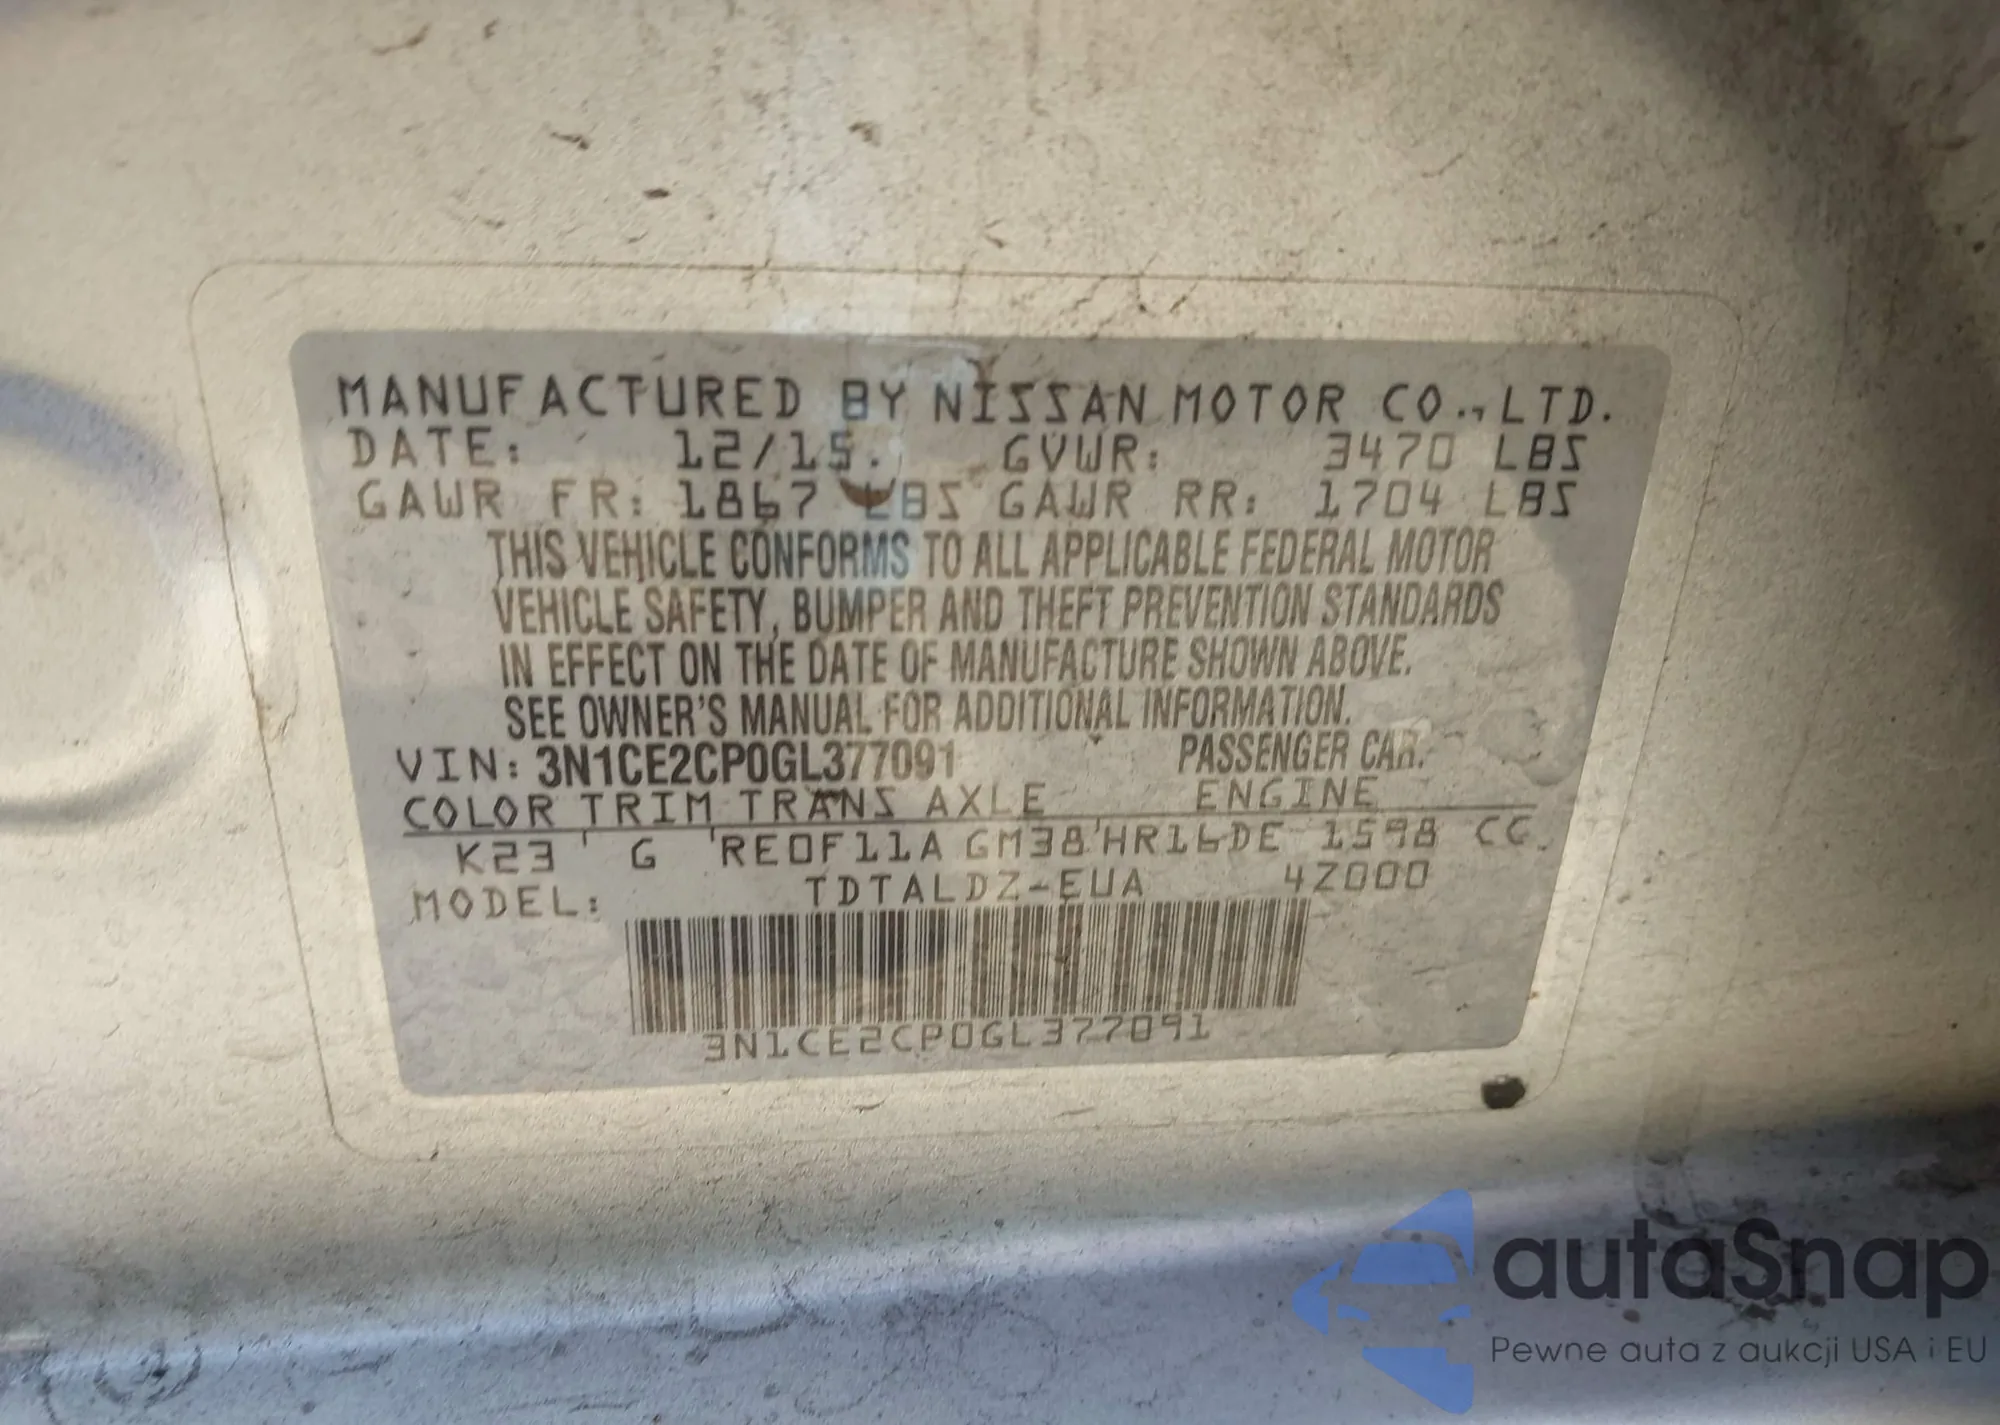 MANUFACTURED BY NISSAN MOTOR CO., LTD.
DATE: 12/15. GVWR: 3470 LBS
GAWR FR: 1867 LBS GAWR RR: 1704 LBS
THIS VEHICLE CONFORMS TO ALL APPLICABLE FEDERAL MOTOR
VEHICLE SAFETY, BUMPER AND THEFT PREVENTION STANDARDS
IN EFFECT ON THE DATE OF MANUFACTURE SHOWN ABOVE.
SEE OWNER'S MANUAL FOR ADDITIONAL INFORMATION.
VIN: 3N1CE2CP0GL377091 PASSENGER CAR.
COLOR TRIM TRANS AXLE ENGINE
K23 G RE0F11A GM38 HR16DE 1598 CC.
MODEL: TDTALDZ-EUA 4Z000
3N1CE2CP0GL377091
autaSnap
Pewne auta z aukcji USA i EU